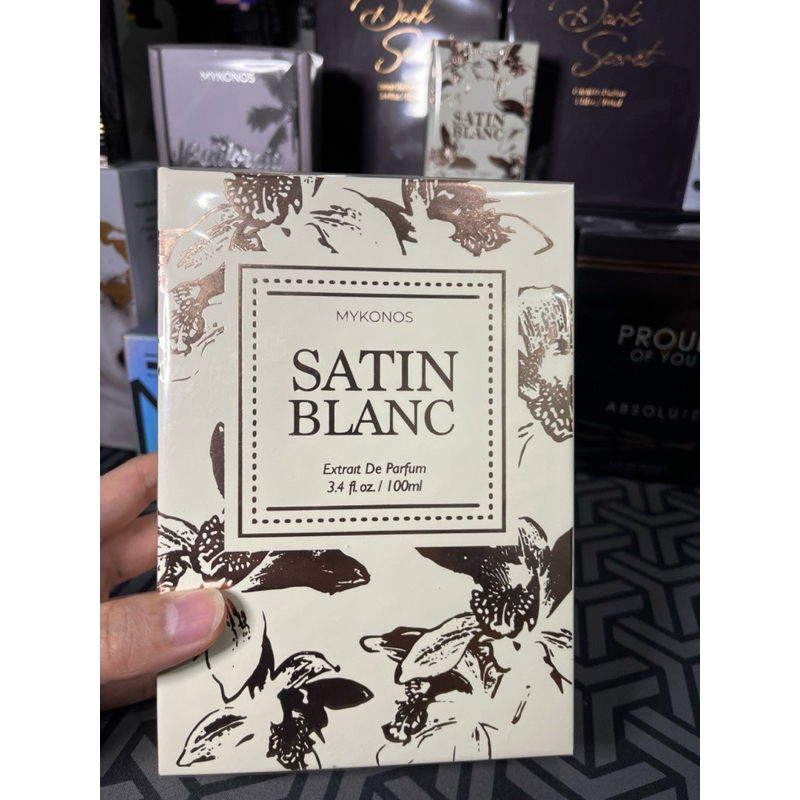 Dark
Secret
Dark
Secret
MYKONOS
SATIN
BLANC
MYKONOS
SATIN
BLANC
Extrait De Parfum
3.4 fl. oz. / 100ml
PROUD
OF YOU
ABSOLUTE